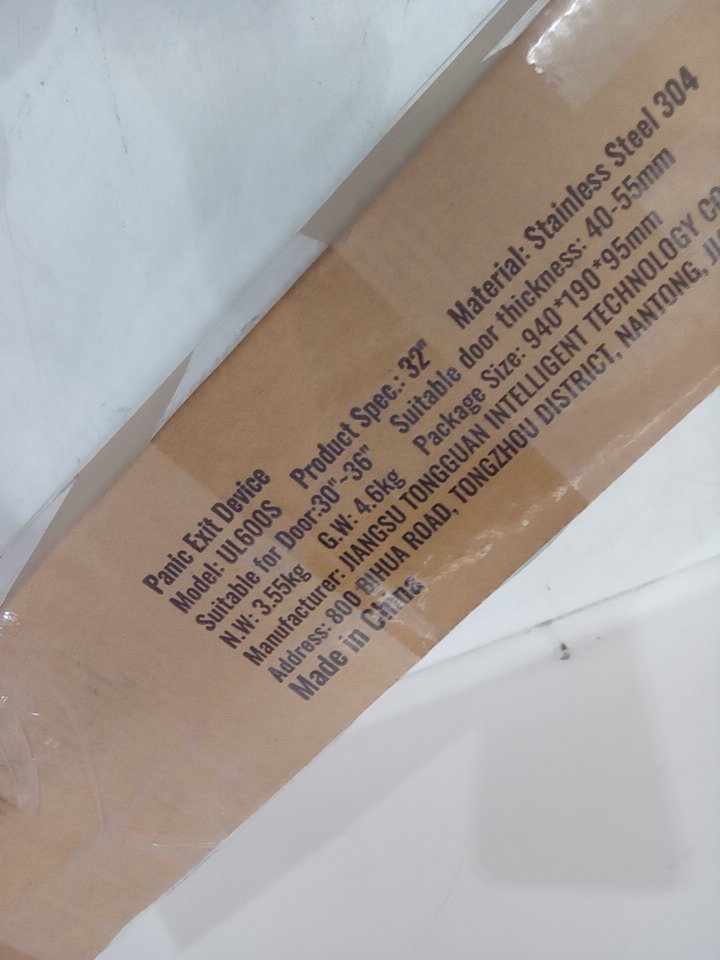 Panic Exit Device
Model: UL600S Product Spec.: 32" Material: Stainless Steel 304
Suitable for Door:30"-36" Suitable door thickness: 40-55mm
N.W: 3.55kg G.W: 4.6kg Package Size: 940*190*95mm
Manufacturer: JIANGSU TONGGUAN INTELLIGENT TECHNOLOGY
Address: 800 BIHUA ROAD, TONGZHOU DISTRICT, NANTONG,
Made in China